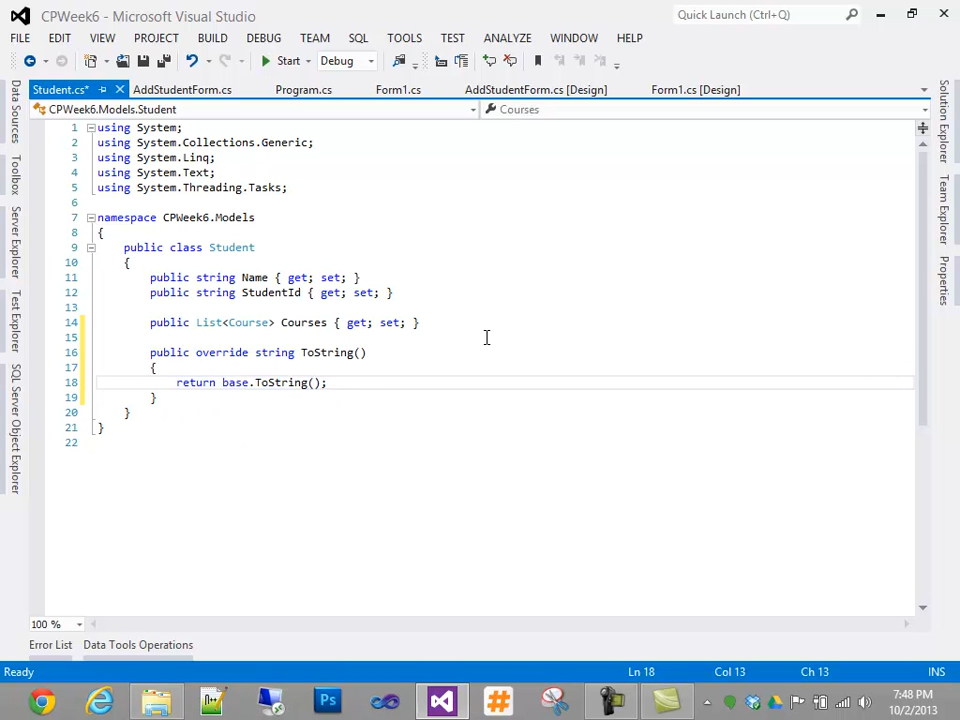 CPWeek6 - Microsoft Visual Studio
Quick Launch (Ctrl+Q)
FILE EDIT VIEW PROJECT BUILD DEBUG TEAM SQL TOOLS TEST ANALYZE WINDOW HELP
Start Debug
Student.cs* AddStudentForm.cs Program.cs Form1.cs AddStudentForm.cs [Design] Form1.cs [Design]
CPWeek6.Models.Student Courses
1 using System;
2 using System.Collections.Generic;
3 using System.Linq;
4 using System.Text;
5 using System.Threading.Tasks;
6
7 namespace CPWeek6.Models
8 {
9 public class Student
10 {
11 public string Name { get; set; }
12 public string StudentId { get; set; }
13
14 public List<Course> Courses { get; set; }
15
16 public override string ToString()
17 {
18 return base.ToString();
19 }
20 }
21 }
22
Data Sources
Toolbox
Server Explorer
Test Explorer
SQL Server Object Explorer
Solution Explorer
Team Explorer
Properties
100 %
Error List Data Tools Operations
Ready Ln 18 Col 13 Ch 13 INS
Ps
7:48 PM
10/2/2013